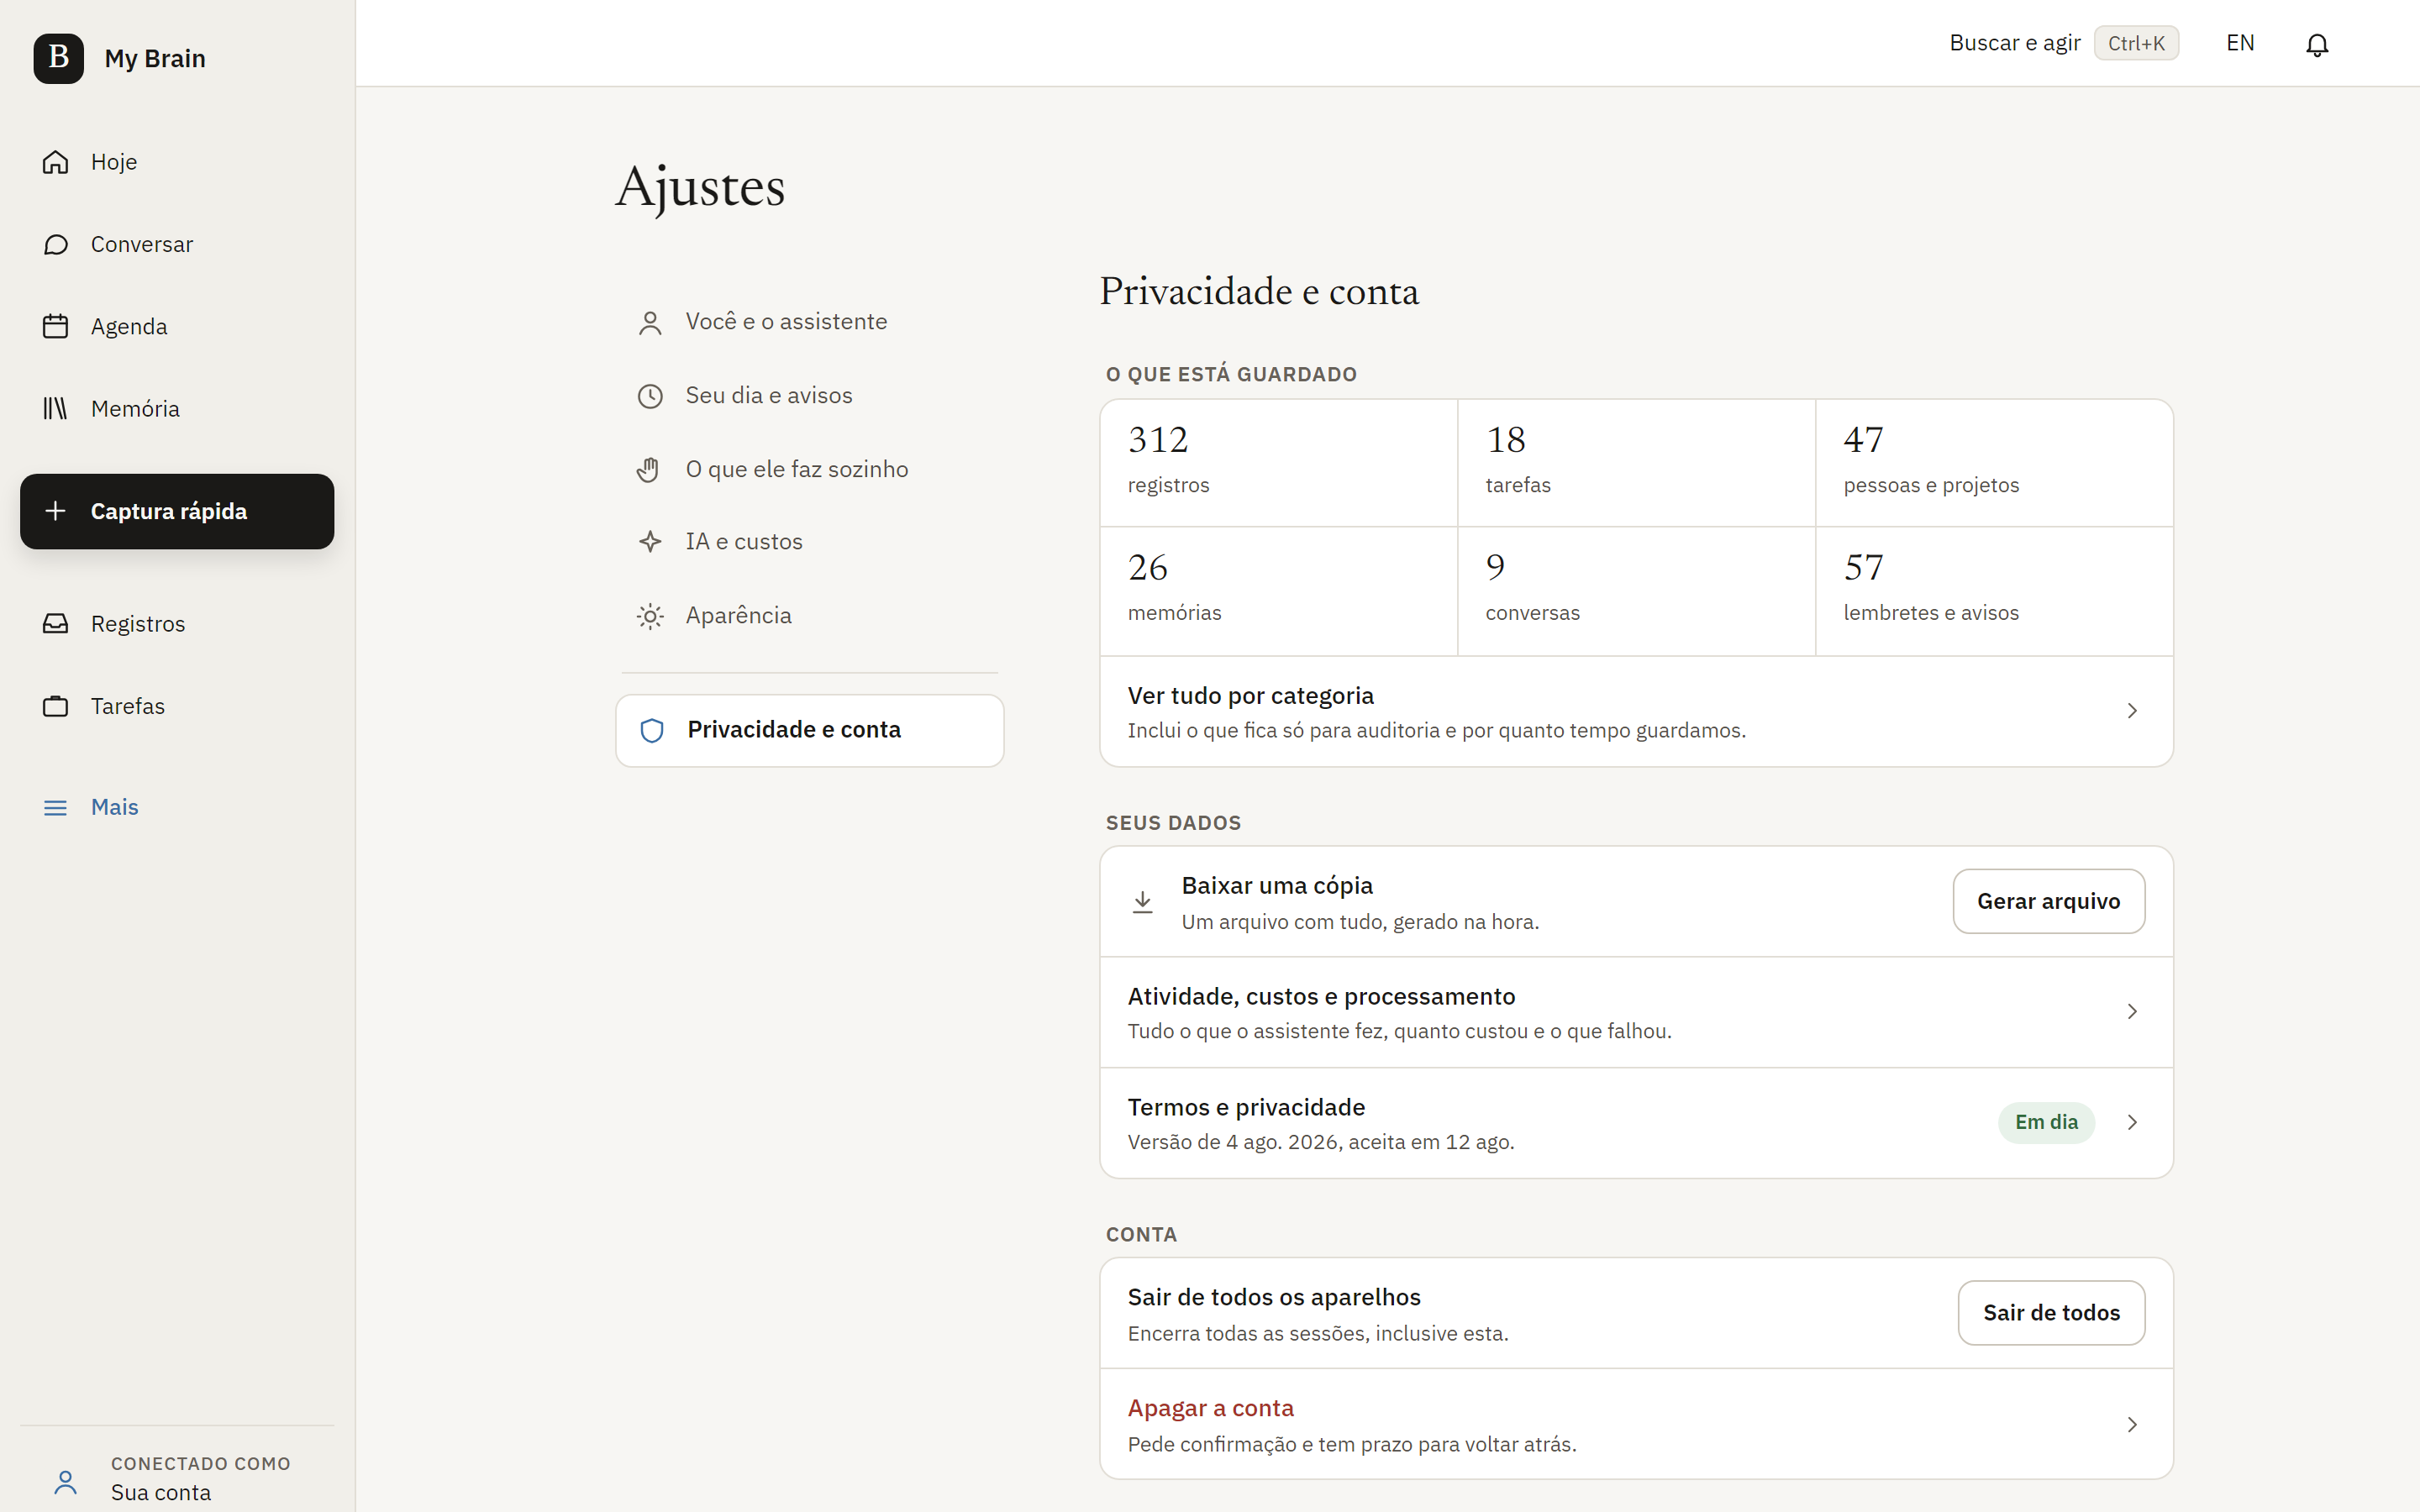 B
My Brain
Hoje
Conversar
Agenda
Memória
Captura rápida
Registros
Tarefas
Mais
CONECTADO COMO
Sua conta
Buscar e agir
Ctrl+K
EN
Ajustes
Você e o assistente
Seu dia e avisos
O que ele faz sozinho
IA e custos
Aparência
Privacidade e conta
Privacidade e conta
O QUE ESTÁ GUARDADO
312
registros
18
tarefas
47
pessoas e projetos
26
memórias
9
conversas
57
lembretes e avisos
Ver tudo por categoria
Inclui o que fica só para auditoria e por quanto tempo guardamos.
SEUS DADOS
Baixar uma cópia
Um arquivo com tudo, gerado na hora.
Gerar arquivo
Atividade, custos e processamento
Tudo o que o assistente fez, quanto custou e o que falhou.
Termos e privacidade
Versão de 4 ago. 2026, aceita em 12 ago.
Em dia
CONTA
Sair de todos os aparelhos
Encerra todas as sessões, inclusive esta.
Sair de todos
Apagar a conta
Pede confirmação e tem prazo para voltar atrás.